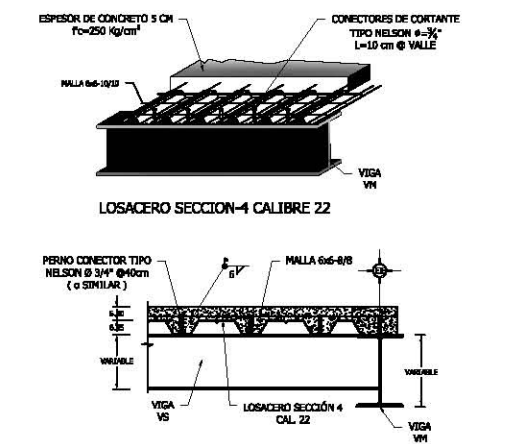 ESPESOR DE CONCRETO 5 CM
f'c=250 Kg/cm²
CONECTORES DE CORTANTE
TIPO NELSON ø=¾"
L=10 cm @ VALLE
MALLA 6x6-10/10
VIGA
VM
LOSACERO SECCION-4 CALIBRE 22
PERNO CONECTOR TIPO
NELSON Ø 3/4" @40cm
( o SIMILAR )
6
MALLA 6x6-8/8
VARIABLE
VARIABLE
VIGA
VS
LOSACERO SECCIÓN 4
CAL. 22
VIGA
VM